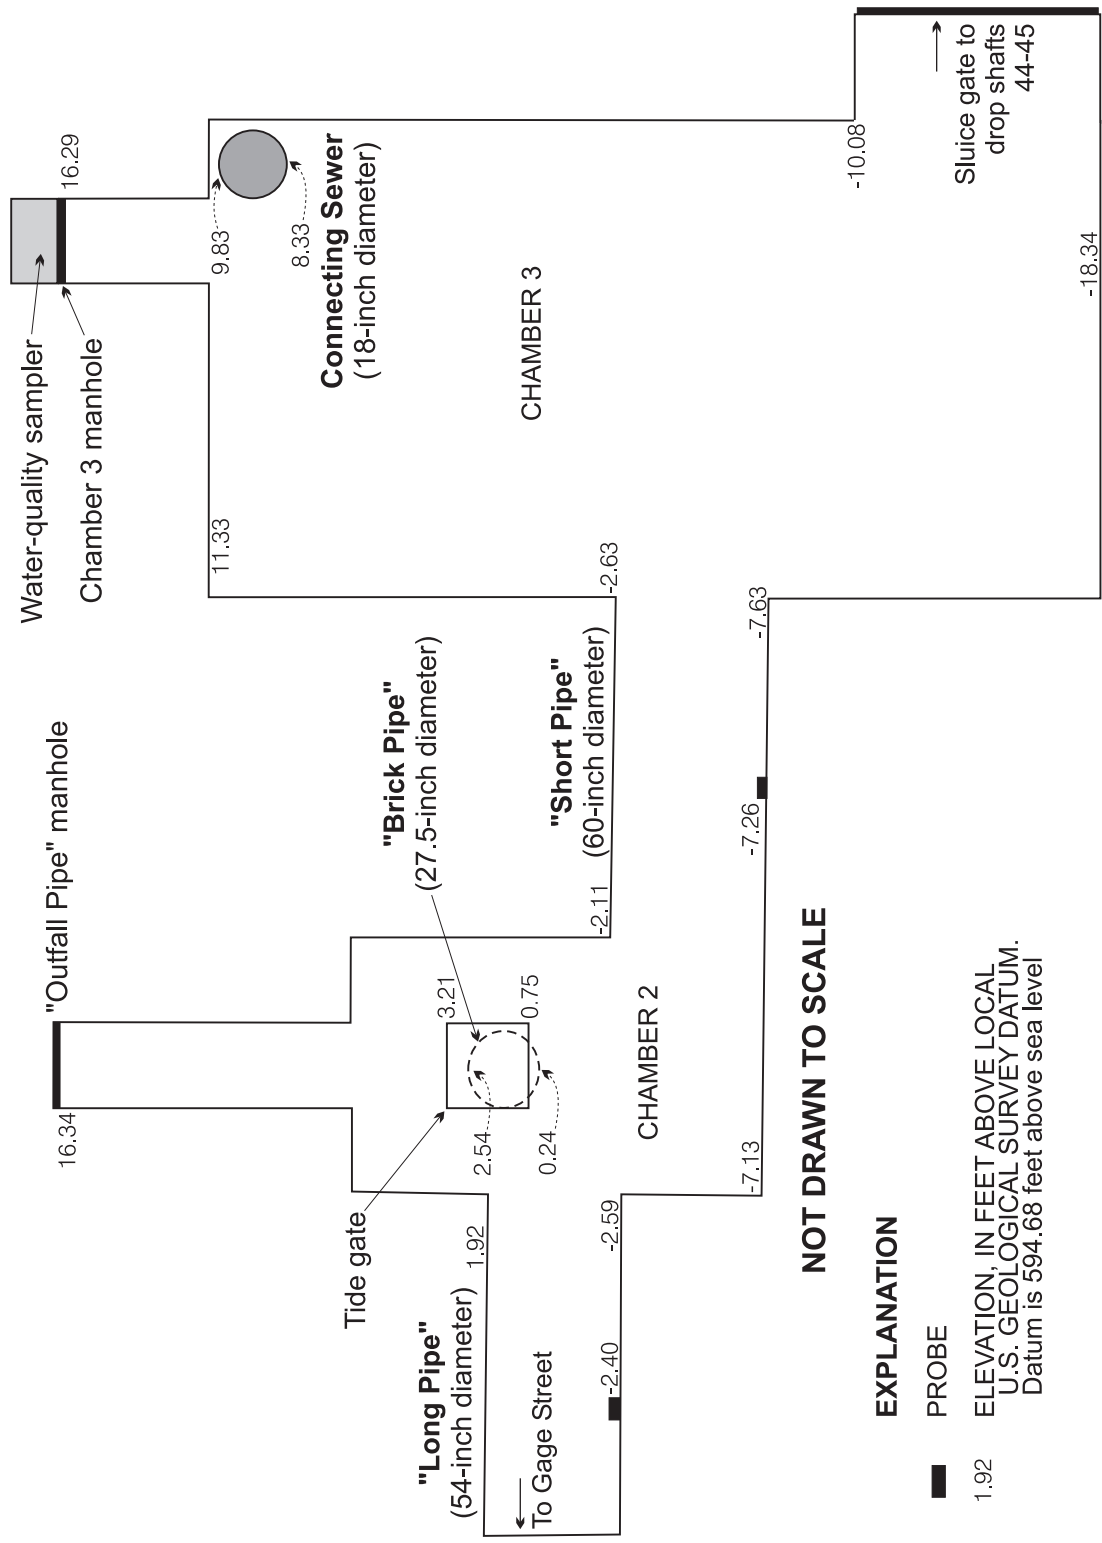 Water-quality sampler
Chamber 3 manhole
16.29
"Outfall Pipe" manhole
16.34
11.33
9.83
8.33
Connecting Sewer
(18-inch diameter)
Tide gate
"Brick Pipe"
(27.5-inch diameter)
3.21
0.75
2.54
0.24
"Long Pipe"
(54-inch diameter)
1.92
To Gage Street
-2.40
-2.59
CHAMBER 2
-7.13
-2.11
"Short Pipe"
(60-inch diameter)
-2.63
-7.26
-7.63
CHAMBER 3
-10.08
Sluice gate to
drop shafts
44-45
-18.34
NOT DRAWN TO SCALE
EXPLANATION
PROBE
1.92 ELEVATION, IN FEET ABOVE LOCAL
U.S. GEOLOGICAL SURVEY DATUM.
Datum is 594.68 feet above sea level